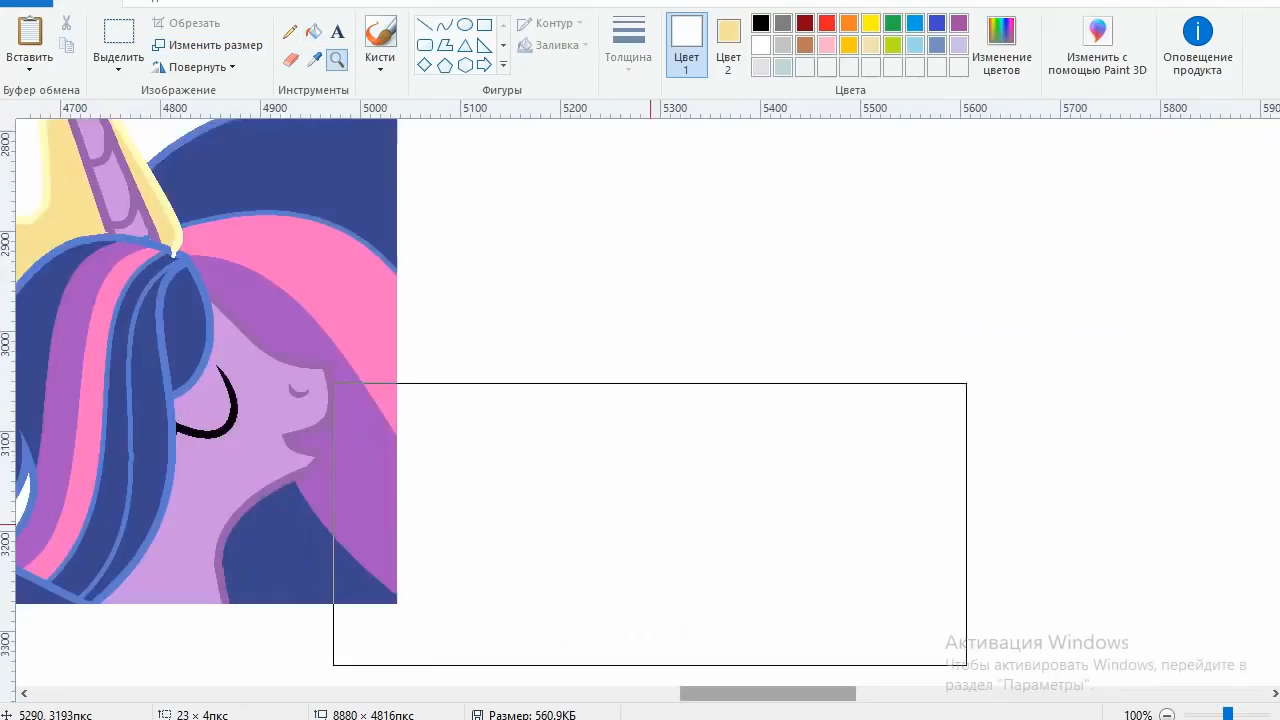 Вставить
Выделить
Обрезать
Изменить размер
Повернуть
A
Кисти
Контур
Заливка
Толщина
Цвет
1
Цвет
2
Изменение
цветов
Изменить с
помощью Paint 3D
Оповещение
продукта
Буфер обмена
Изображение
Инструменты
Фигуры
Цвета
4700 4800 4900 5000 5100 5200 5300 5400 5500 5600 5700 5800 590
2800
2900
3000
3100
3200
3300
Активация Windows
Чтобы активировать Windows, перейдите в
раздел "Параметры".
5290, 3193пкс 23 × 4пкс 8880 × 4816пкс Размер: 560,9КБ 100%